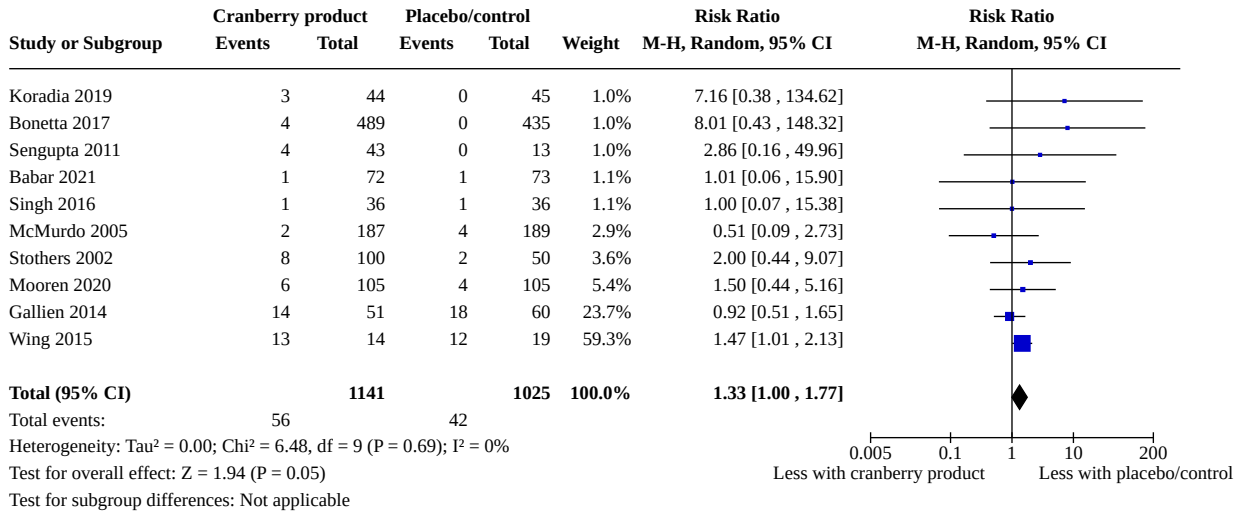 Cranberry product Placebo/control Risk Ratio Risk Ratio
Study or Subgroup Events Total Events Total Weight M-H, Random, 95% CI M-H, Random, 95% CI
Koradia 2019 3 44 0 45 1.0% 7.16 [0.38 , 134.62]
Bonetta 2017 4 489 0 435 1.0% 8.01 [0.43 , 148.32]
Sengupta 2011 4 43 0 13 1.0% 2.86 [0.16 , 49.96]
Babar 2021 1 72 1 73 1.1% 1.01 [0.06 , 15.90]
Singh 2016 1 36 1 36 1.1% 1.00 [0.07 , 15.38]
McMurdo 2005 2 187 4 189 2.9% 0.51 [0.09 , 2.73]
Stothers 2002 8 100 2 50 3.6% 2.00 [0.44 , 9.07]
Mooren 2020 6 105 4 105 5.4% 1.50 [0.44 , 5.16]
Gallien 2014 14 51 18 60 23.7% 0.92 [0.51 , 1.65]
Wing 2015 13 14 12 19 59.3% 1.47 [1.01 , 2.13]
Total (95% CI) 1141 1025 100.0% 1.33 [1.00 , 1.77]
Total events: 56 42
Heterogeneity: Tau² = 0.00; Chi² = 6.48, df = 9 (P = 0.69); I² = 0%
Test for overall effect: Z = 1.94 (P = 0.05)
Test for subgroup differences: Not applicable
0.005 0.1 1 10 200
Less with cranberry product Less with placebo/control